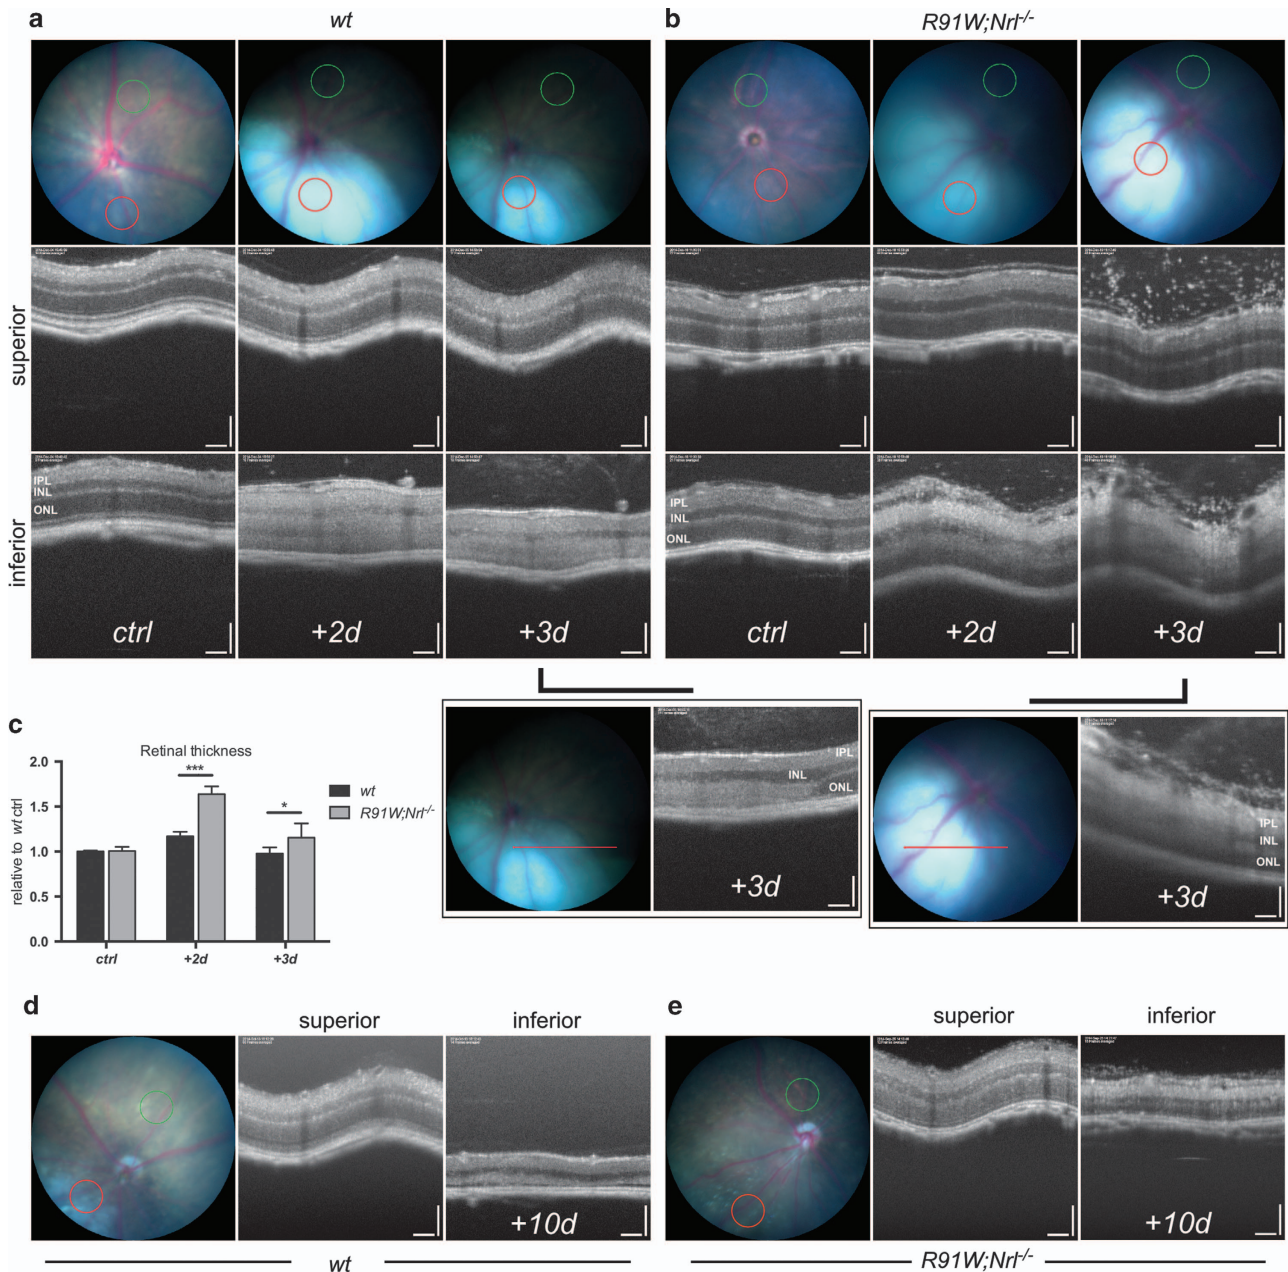 a
wt
b
R91W;Nrl-/-
superior
inferior
IPL
INL
ONL
ctrl
+2d
+3d
IPL
INL
ONL
ctrl
+2d
+3d
c
Retinal thickness
relative to wt ctrl
2.0
1.5
1.0
0.5
0.0
***
*
wt
R91W;Nrl-/-
ctrl
+2d
+3d
IPL
INL
ONL
+3d
IPL
INL
ONL
+3d
d
superior
inferior
+10d
wt
e
superior
inferior
+10d
R91W;Nrl-/-